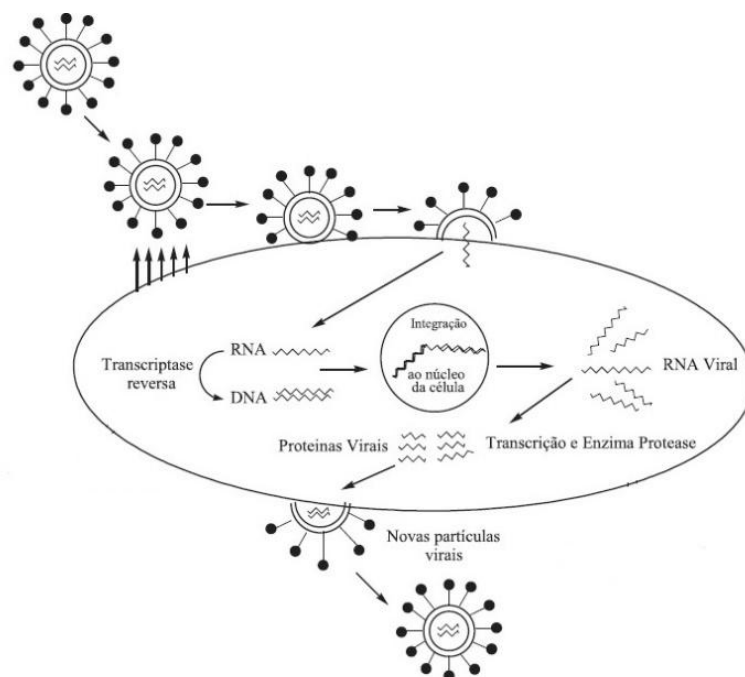 Transcriptase
reversa
RNA
DNA
Integração
ao núcleo
da célula
RNA Viral
Proteinas Virais
Transcrição e Enzima Protease
Novas partículas
virais